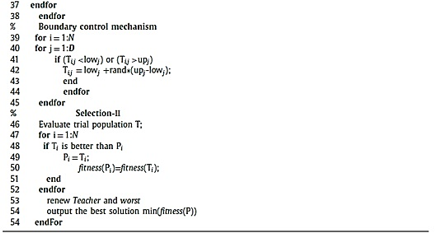 37 endfor
38 endfor
% Boundary control mechanism
39 for i=1:N
40 for j=1:D
41 if (Ti,j <lowj) or (Ti,j >upj)
42 Ti,j = lowj +rand*(upj-lowj);
43 end
44 endfor
45 endfor
% Selection-II
46 Evaluate trial population T;
47 for i=1:N
48 if Ti is better than Pi
49 Pi =Ti;
50 fitness(Pi)=fitness(Ti);
51 end
52 endfor
53 renew Teacher and worst
54 output the best solution min(fitness(P))
54 endFor